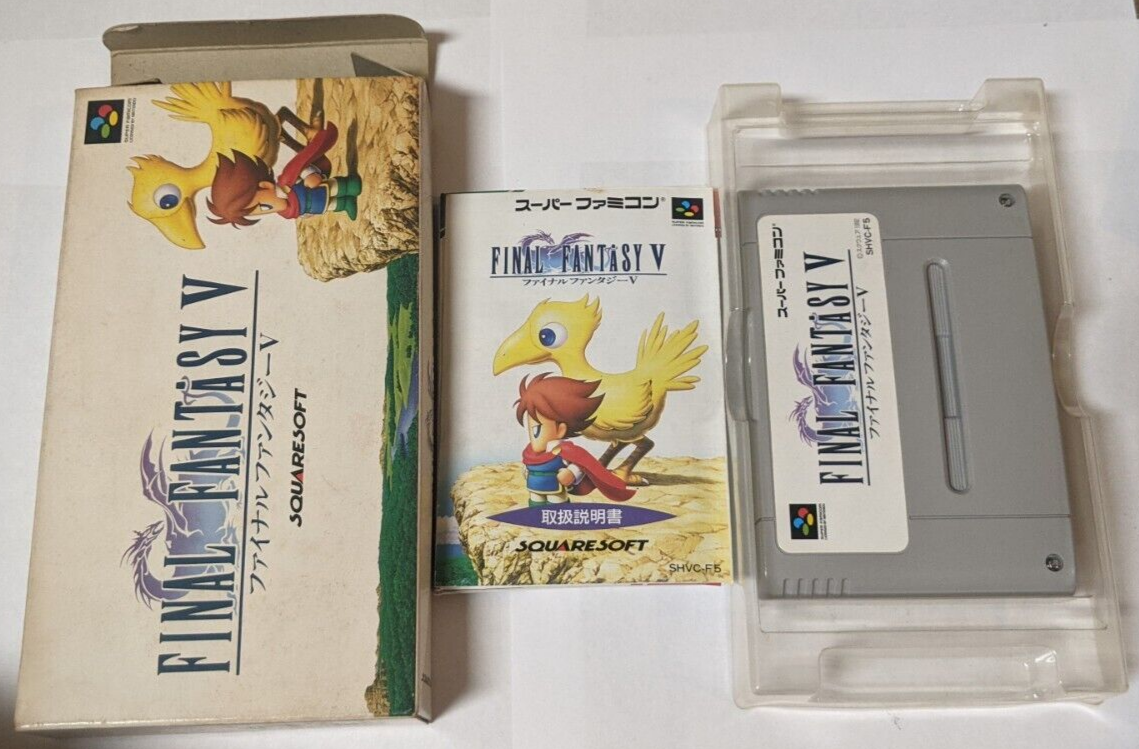 FINAL FANTASY V
ファイナルファンタジーV
SQUARESOFT
スーパーファミコン®
FINAL FANTASY V
ファイナルファンタジーV
取扱説明書
SQUARESOFT
SHVC-F5
スーパーファミコン®
FINAL FANTASY V
ファイナルファンタジーV
SHVC-F5